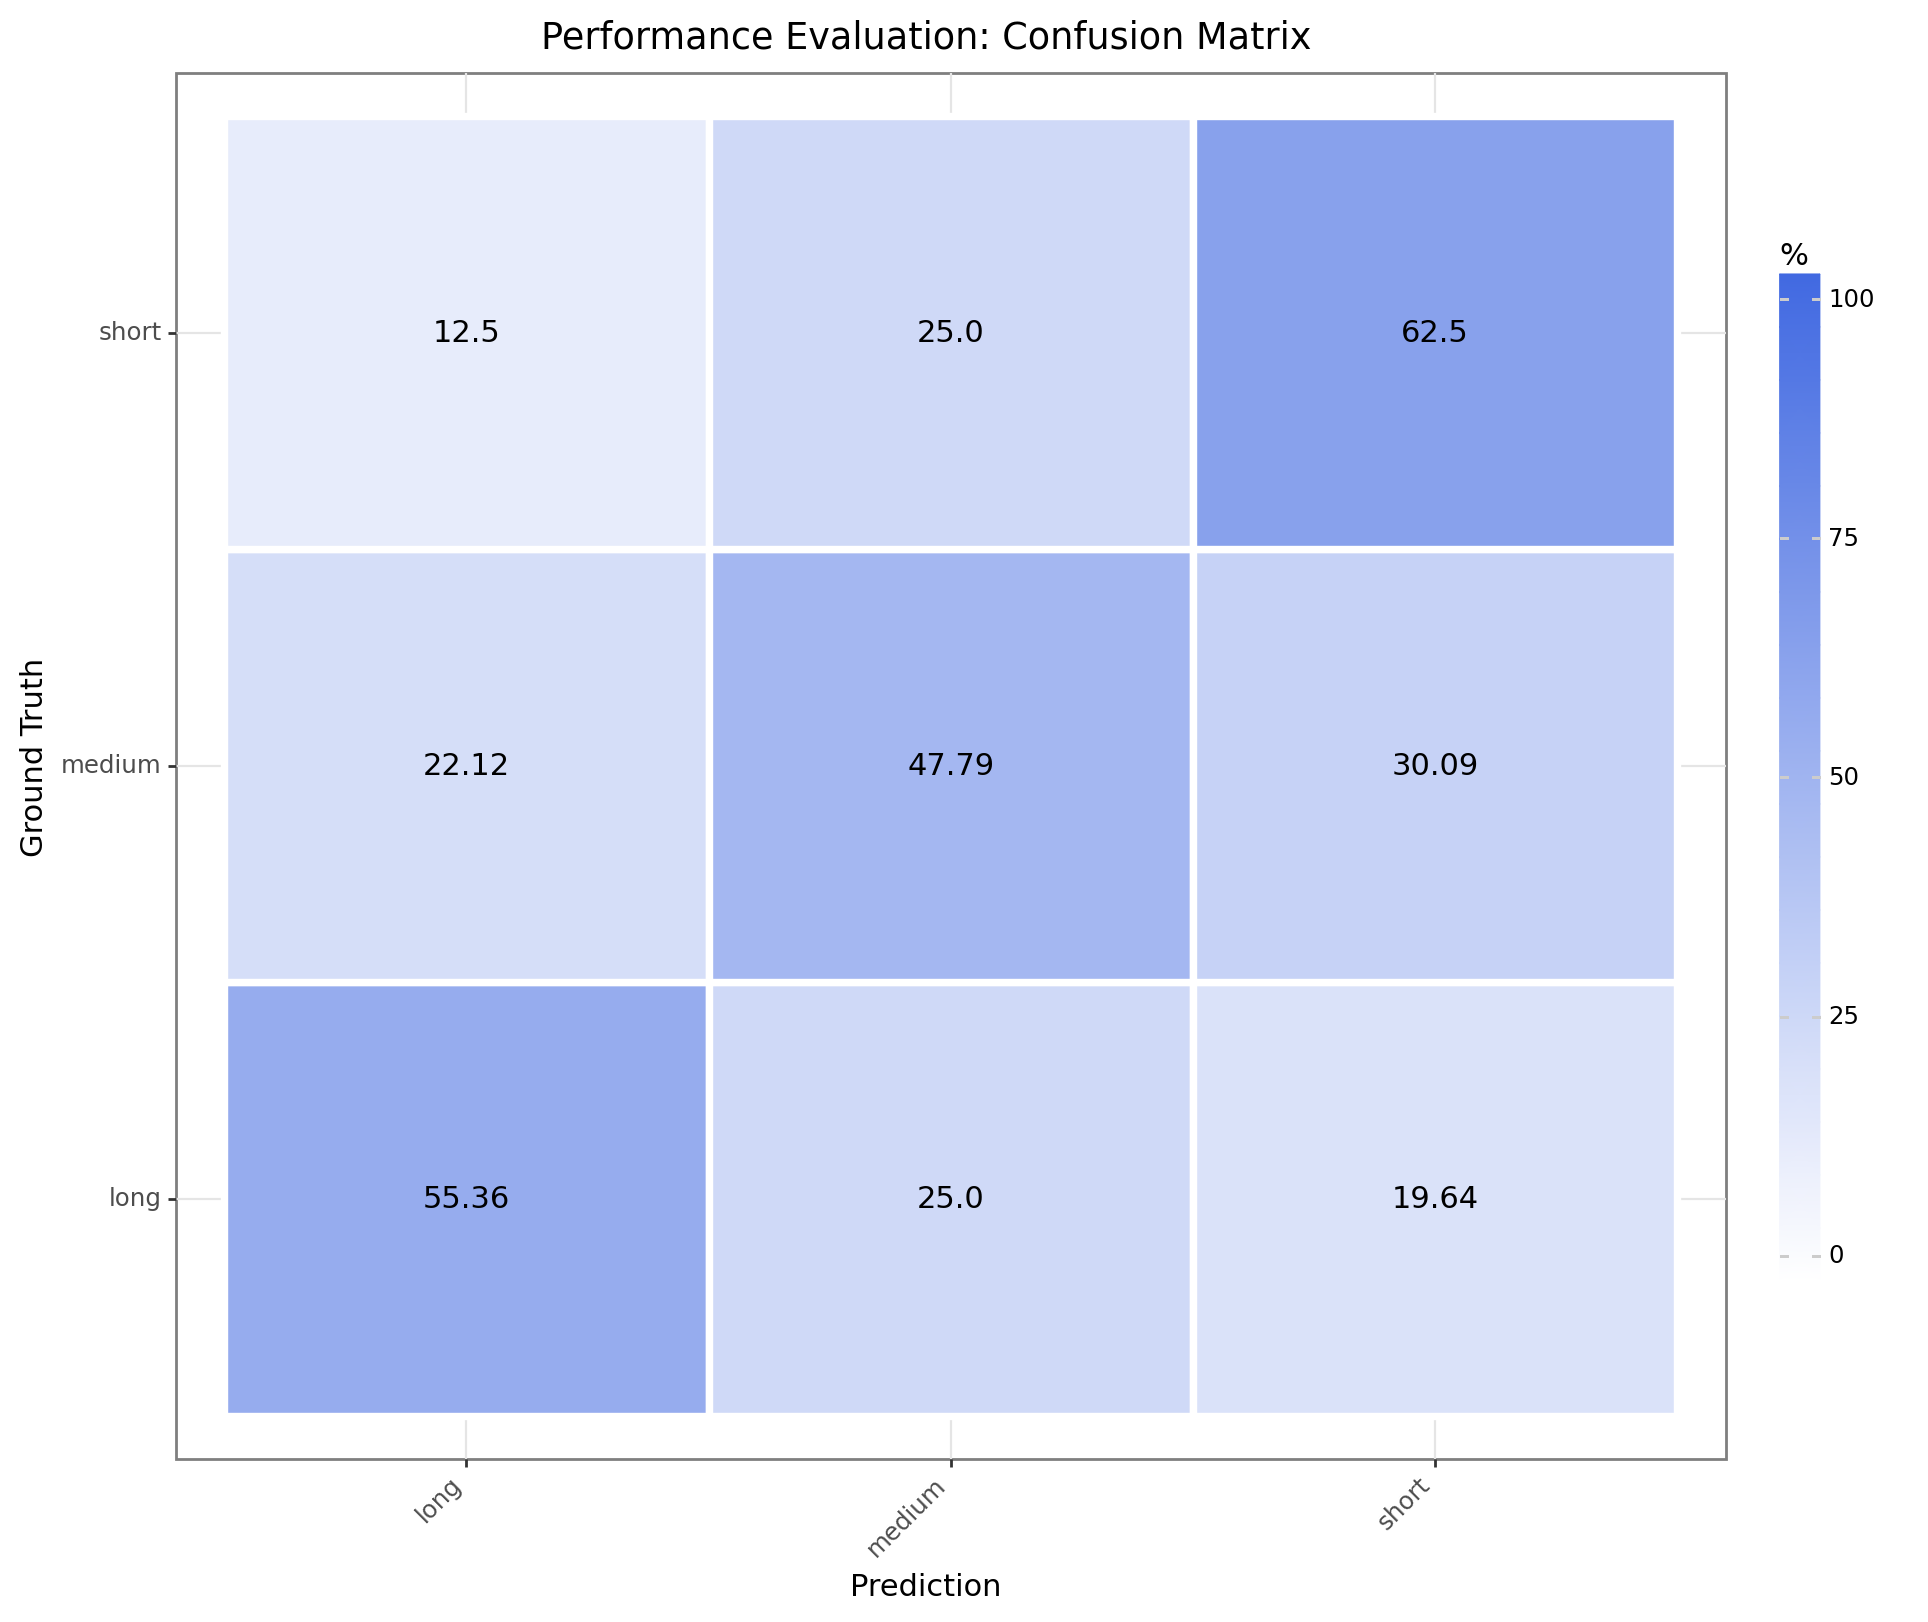 Performance Evaluation: Confusion Matrix
%
100
75
50
25
0
Ground Truth
short
12.5
25.0
62.5
medium
22.12
47.79
30.09
long
55.36
25.0
19.64
long
medium
short
Prediction